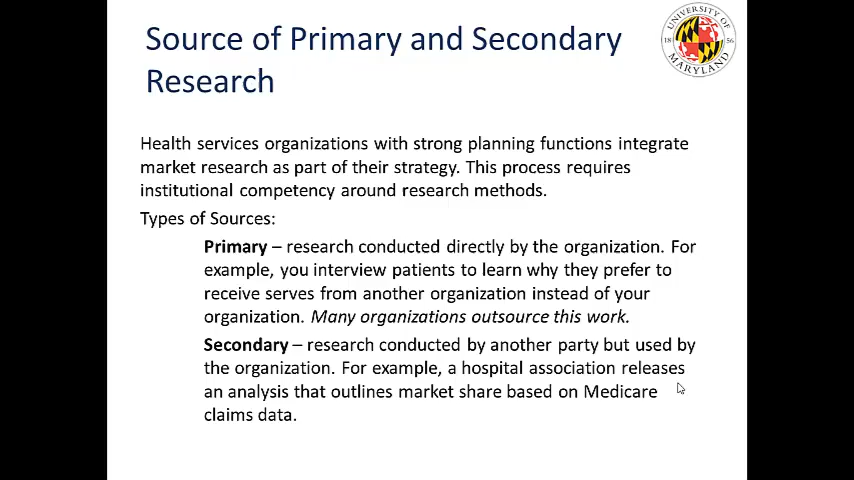 Source of Primary and Secondary
Research
UNIVERSITY OF
18 56
MARYLAND
Health services organizations with strong planning functions integrate
market research as part of their strategy. This process requires
institutional competency around research methods.
Types of Sources:
Primary – research conducted directly by the organization. For
example, you interview patients to learn why they prefer to
receive serves from another organization instead of your
organization. Many organizations outsource this work.
Secondary – research conducted by another party but used by
the organization. For example, a hospital association releases
an analysis that outlines market share based on Medicare
claims data.